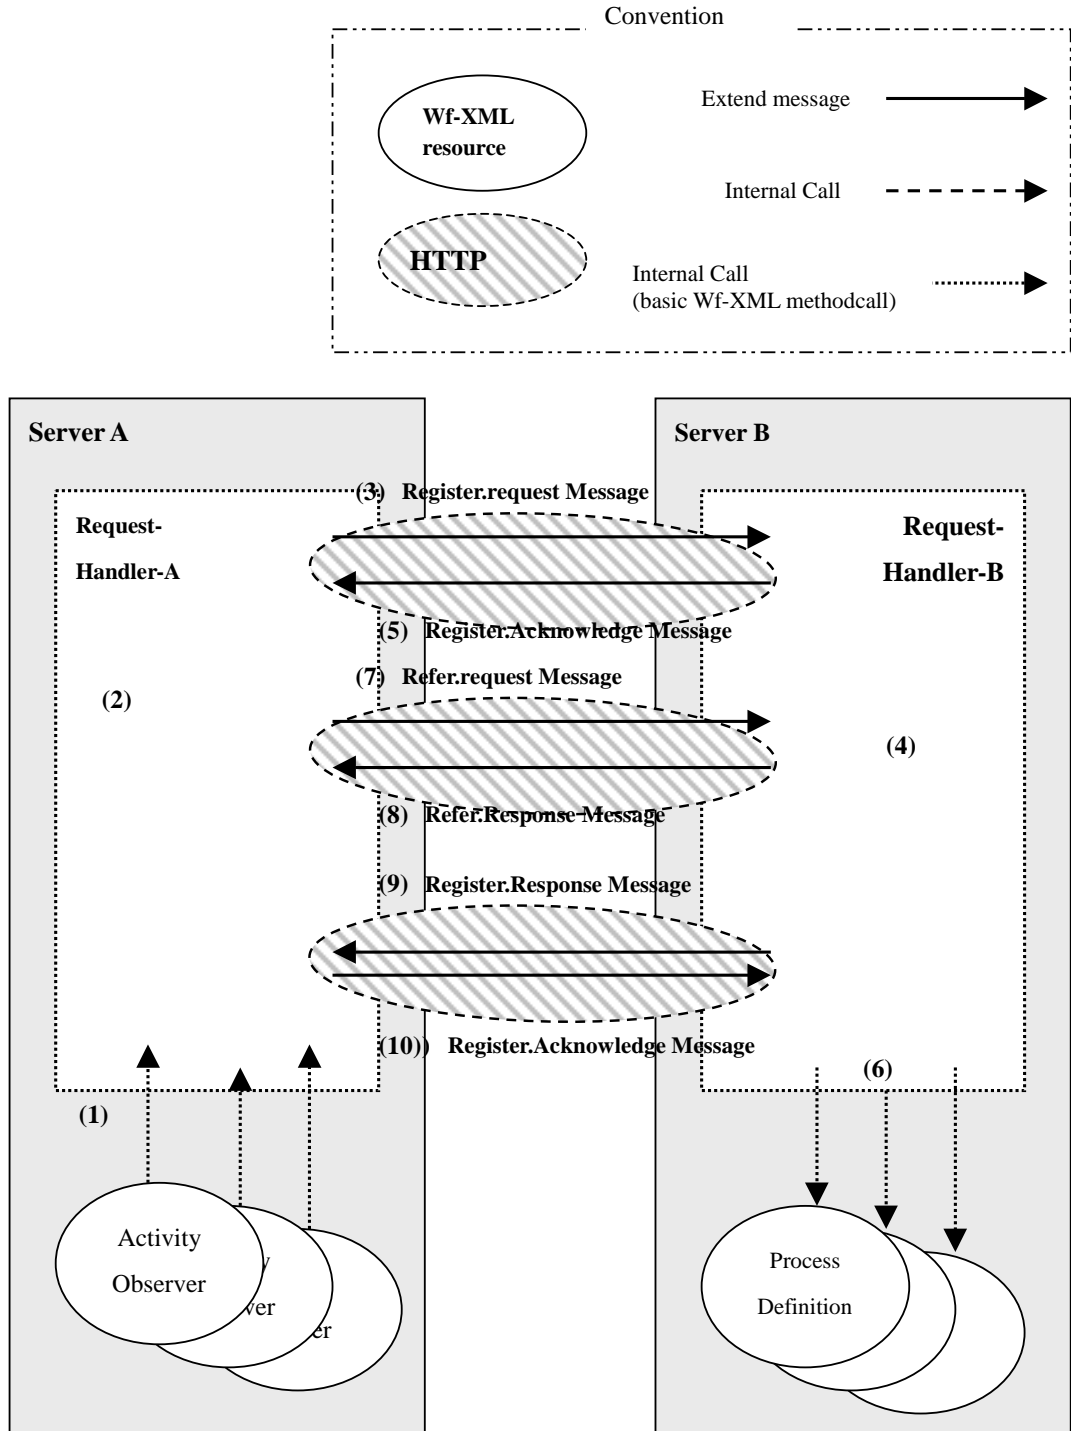 Convention
Wf-XML
resource
Extend message
Internal Call
HTTP
Internal Call
(basic Wf-XML methodcall)
Server A
Server B
(3) Register.request Message
Request-
Handler-A
Request-
Handler-B
(5) Register.Acknowledge Message
(7) Refer.request Message
(2)
(4)
(8) Refer.Response Message
(9) Register.Response Message
(10)) Register.Acknowledge Message
(6)
(1)
Activity
Observer
y
ver
er
Process
Definition